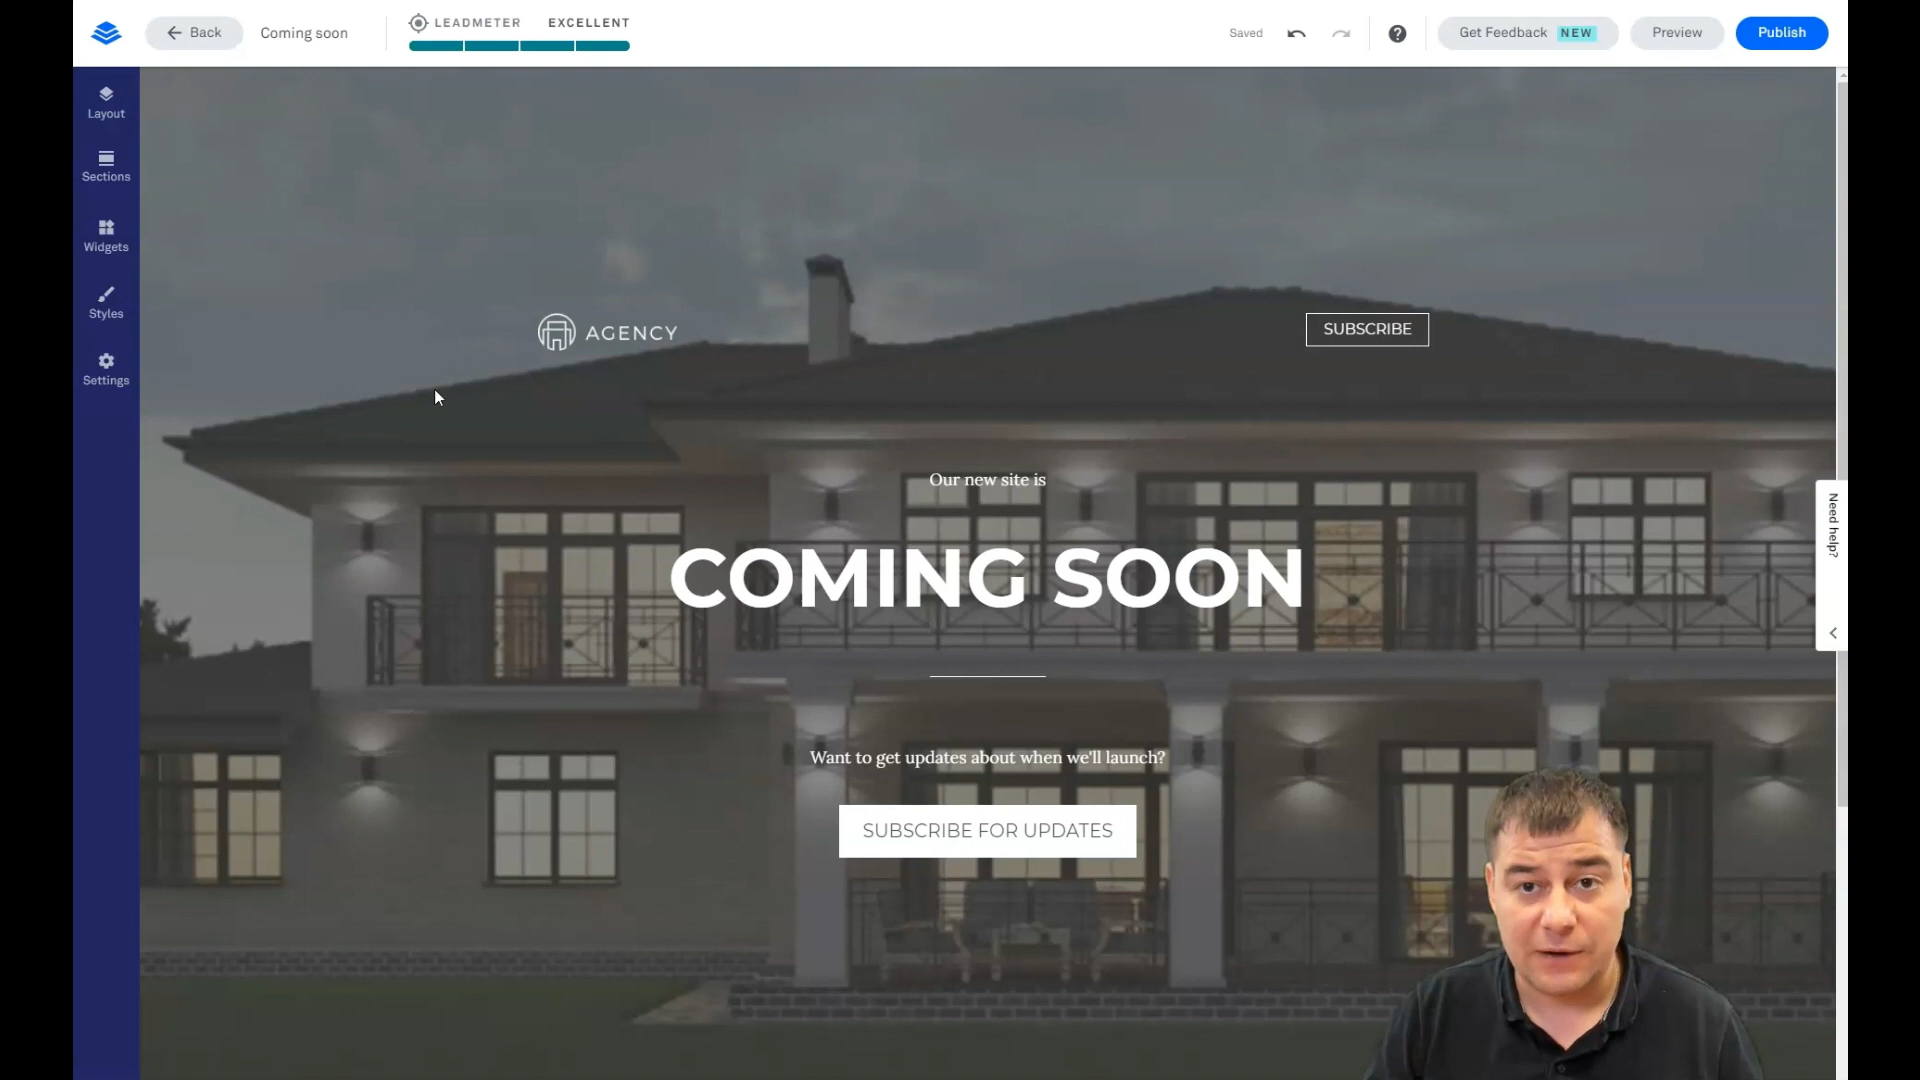 Back
Coming soon
LEADMETER
EXCELLENT
Saved
Get Feedback NEW
Preview
Publish
Layout
Sections
Widgets
Styles
Settings
AGENCY
SUBSCRIBE
Our new site is
COMING SOON
Need help?
Want to get updates about when we'll launch?
SUBSCRIBE FOR UPDATES